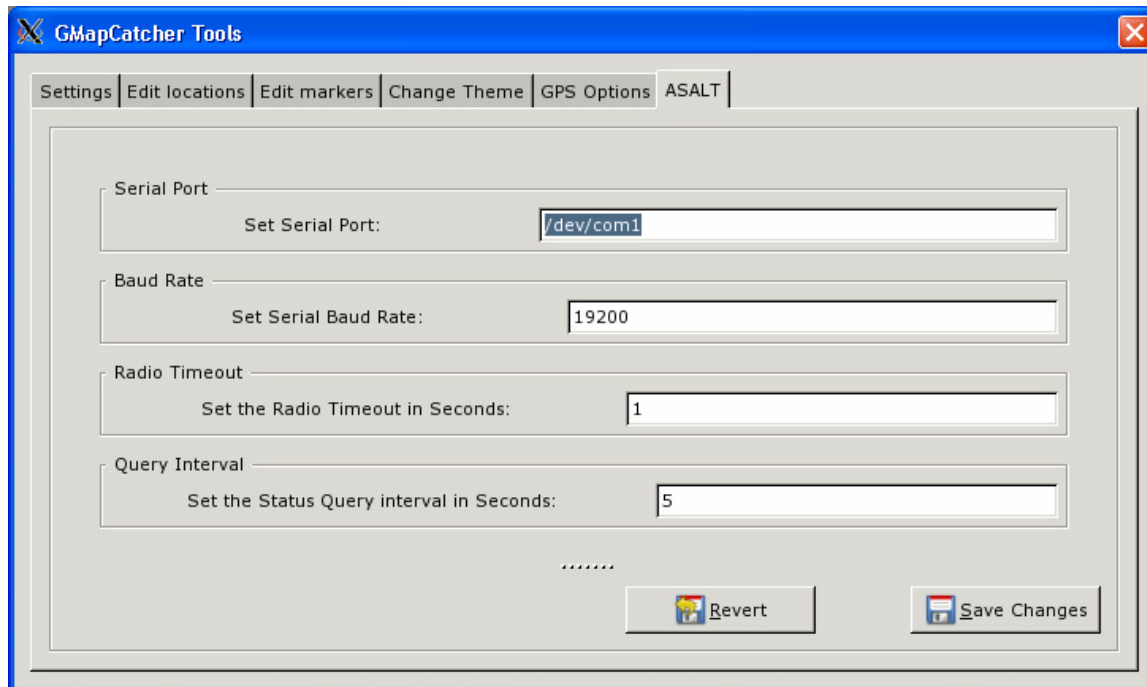 GMapCatcher Tools
Settings Edit locations Edit markers Change Theme GPS Options ASALT
Serial Port
Set Serial Port: /dev/com1
Baud Rate
Set Serial Baud Rate: 19200
Radio Timeout
Set the Radio Timeout in Seconds: 1
Query Interval
Set the Status Query interval in Seconds: 5
Revert Save Changes